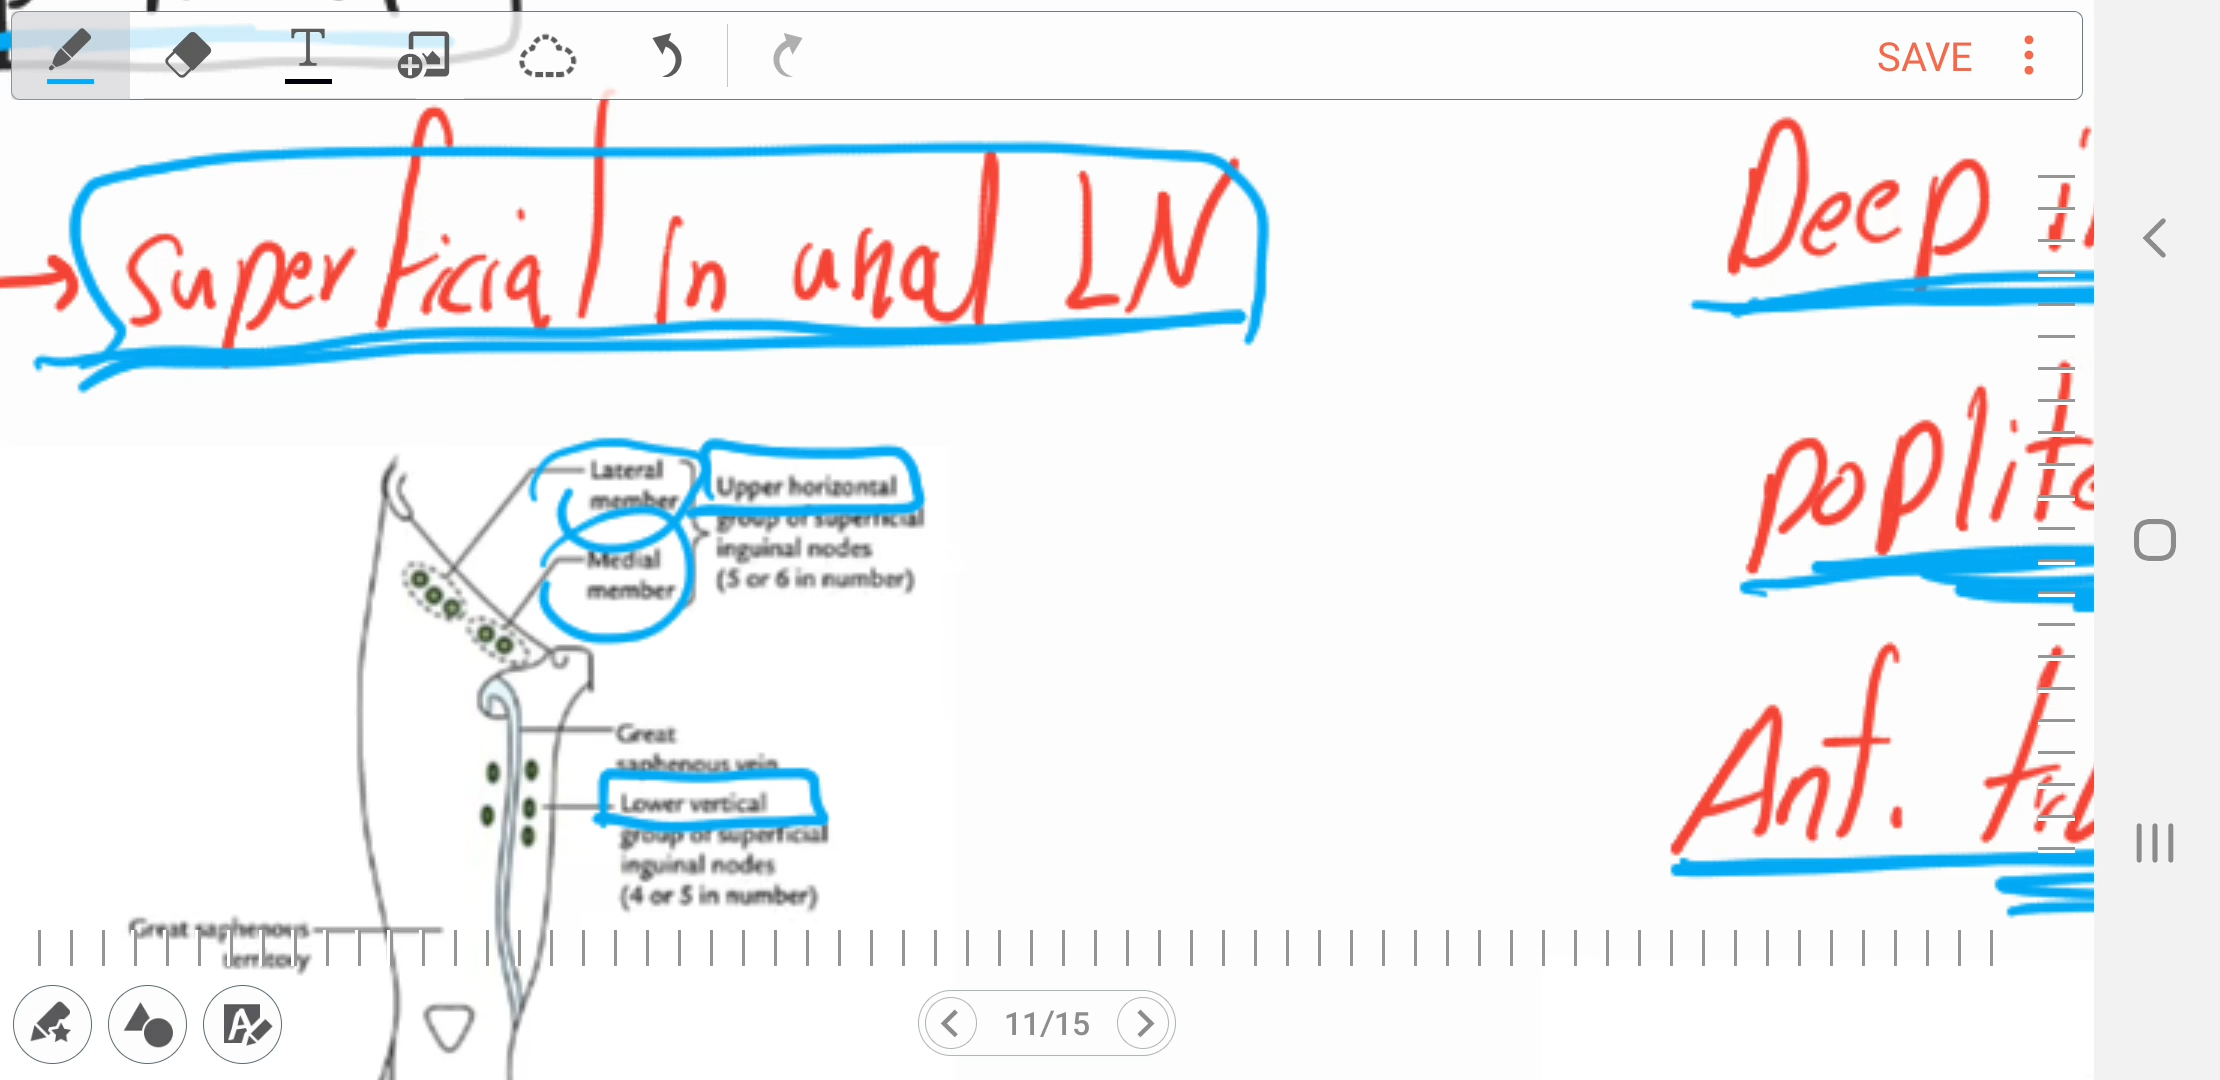 T
SAVE
Superficial In unal LN
Deep i
poplite
Ant. tib
Lateral
member
Upper horizontal
group of superficial
inguinal nodes
(5 or 6 in number)
Medial
member
Great
saphenous vein
Lower vertical
group of superficial
inguinal nodes
(4 or 5 in number)
Great saphenous
territory
11/15